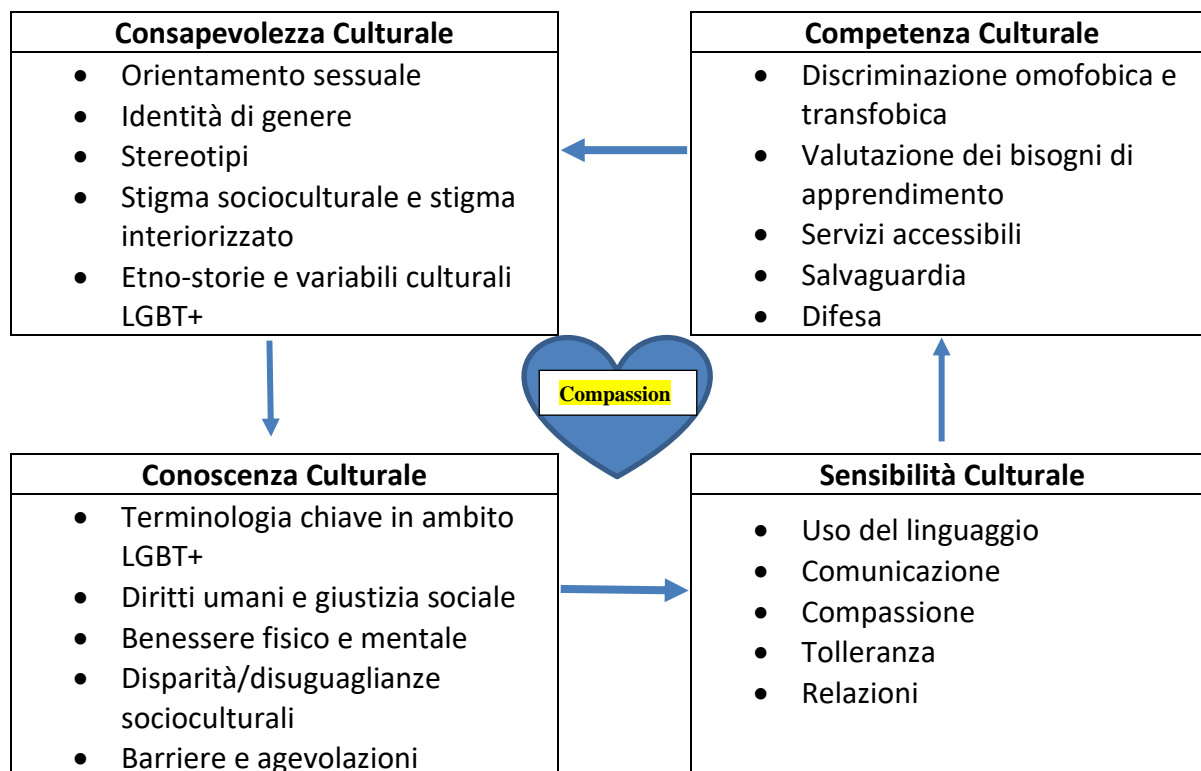 Consapevolezza Culturale
• Orientamento sessuale
• Identità di genere
• Stereotipi
• Stigma socioculturale e stigma
interiorizzato
• Etno-storie e variabili culturali
LGBT+
Competenza Culturale
• Discriminazione omofobica e
transfobica
• Valutazione dei bisogni di
apprendimento
• Servizi accessibili
• Salvaguardia
• Difesa
Compassion
Conoscenza Culturale
• Terminologia chiave in ambito
LGBT+
• Diritti umani e giustizia sociale
• Benessere fisico e mentale
• Disparità/disuguaglianze
socioculturali
• Barriere e agevolazioni
Sensibilità Culturale
• Uso del linguaggio
• Comunicazione
• Compassione
• Tolleranza
• Relazioni